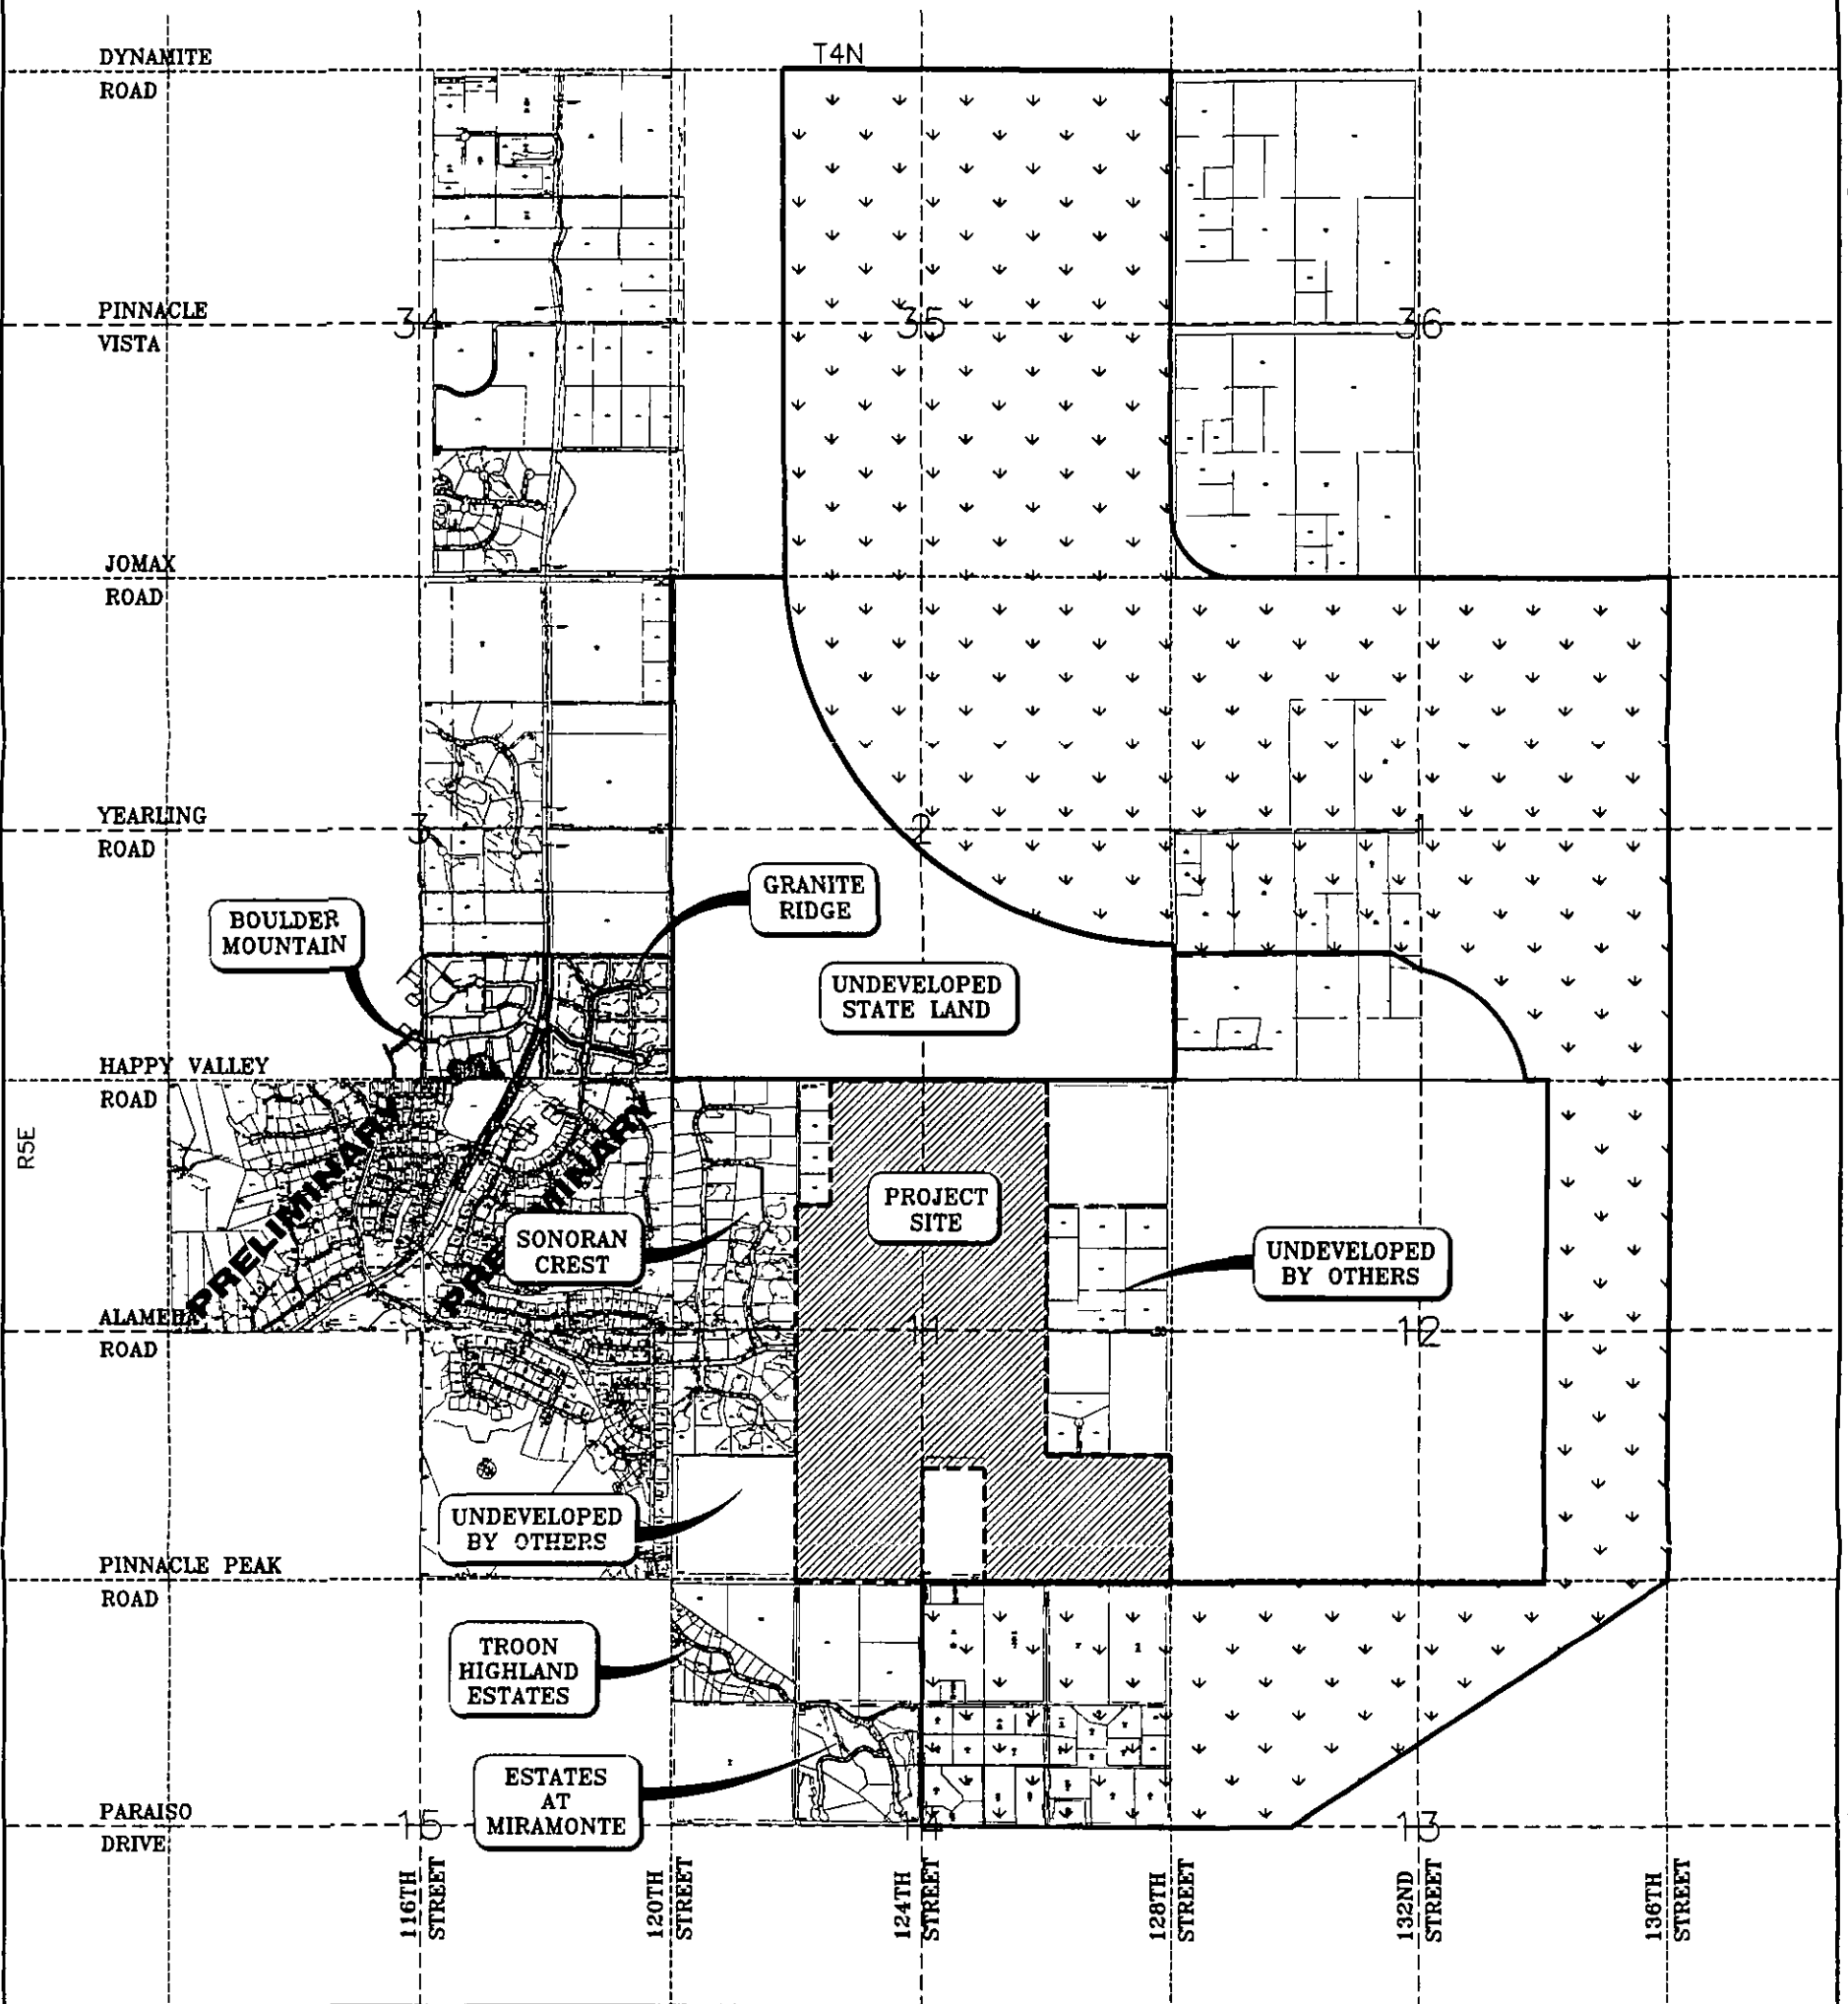 T4N
DYNAMITE
ROAD
PINNACLE
VISTA
34
35
36
JOMAX
ROAD
YEARLING
ROAD
3
2
1
GRANITE
RIDGE
BOULDER
MOUNTAIN
UNDEVELOPED
STATE LAND
HAPPY VALLEY
ROAD
R5E
PRELIMINARY
PRELIMINARY
PROJECT
SITE
SONORAN
CREST
UNDEVELOPED
BY OTHERS
ALAMEDA
ROAD
11
12
UNDEVELOPED
BY OTHERS
PINNACLE PEAK
ROAD
TROON
HIGHLAND
ESTATES
ESTATES
AT
MIRAMONTE
PARAISO
DRIVE
15
14
13
116TH
STREET
120TH
STREET
124TH
STREET
128TH
STREET
132ND
STREET
136TH
STREET